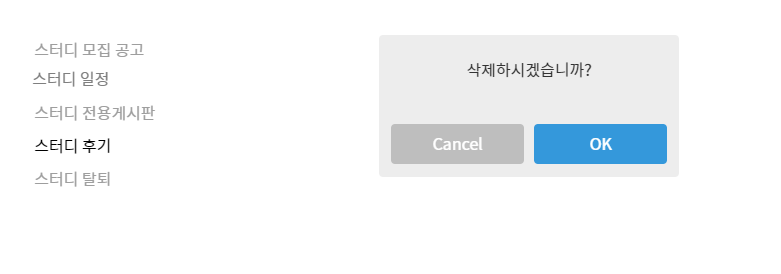 스터디 모집 공고
스터디 일정
스터디 전용게시판
스터디 후기
스터디 탈퇴
삭제하시겠습니까?
Cancel
OK